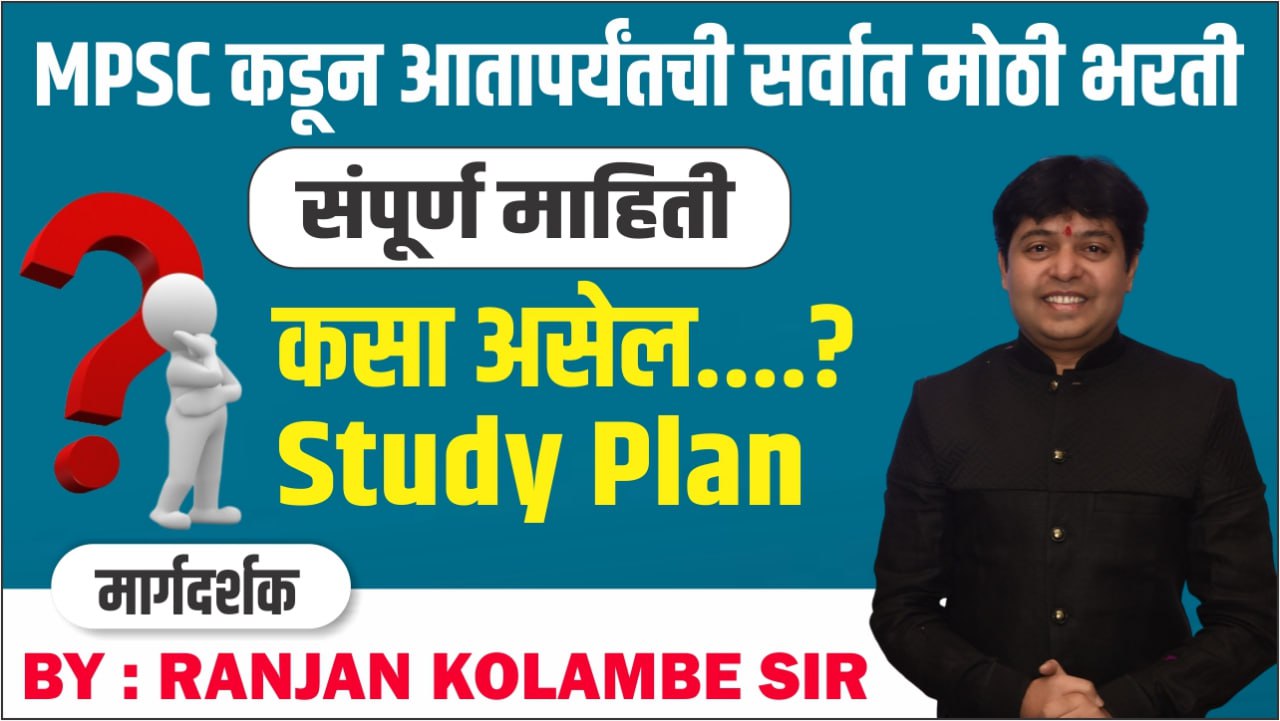 MPSC कडून आतापर्यंतची सर्वात मोठी भरती
संपूर्ण माहिती
कसा असेल....?
Study Plan
मार्गदर्शक
BY : RANJAN KOLAMBE SIR